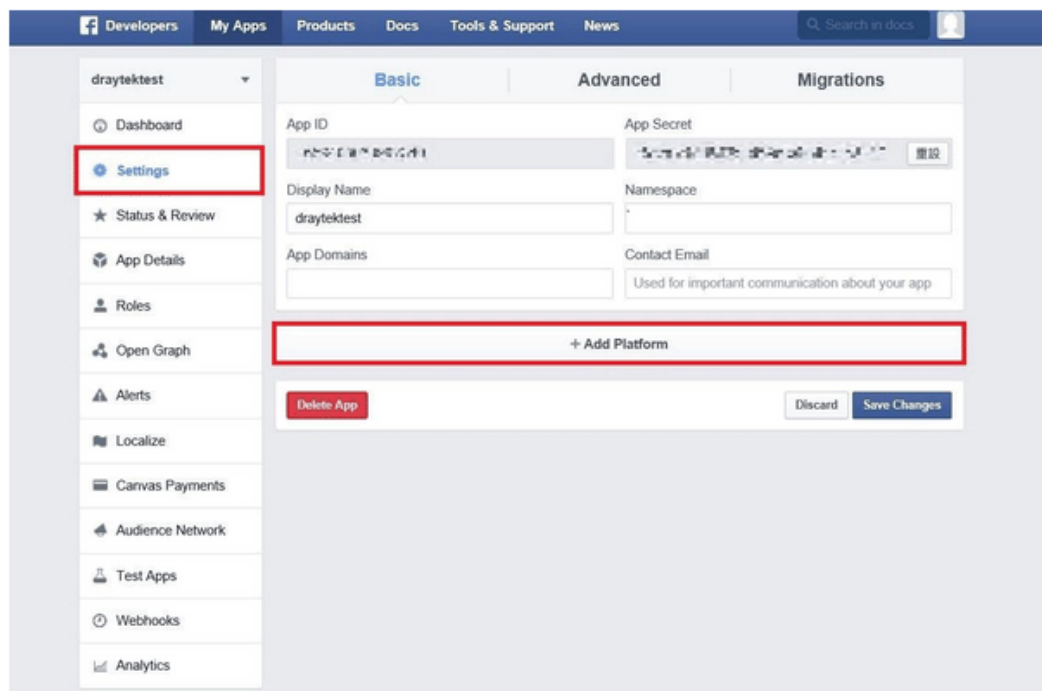 Developers My Apps Products Docs Tools & Support News Search in docs
draytektest
Dashboard
Settings
Status & Review
App Details
Roles
Open Graph
Alerts
Localize
Canvas Payments
Audience Network
Test Apps
Webhooks
Analytics
Basic Advanced Migrations
App ID App Secret
重設
Display Name Namespace
draytektest
App Domains Contact Email
Used for important communication about your app
+ Add Platform
Delete App Discard Save Changes